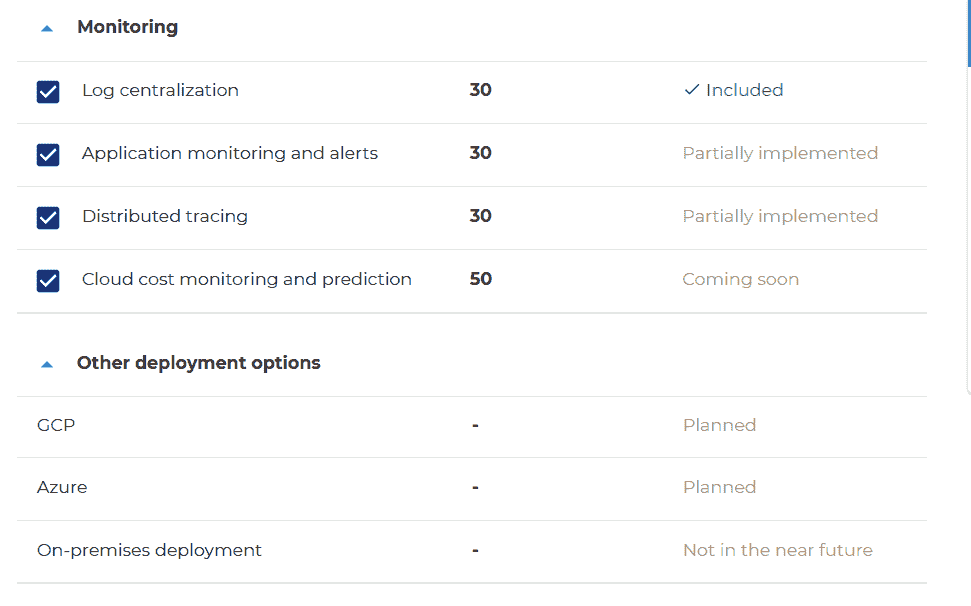 Monitoring
Log centralization 30 ✓ Included
Application monitoring and alerts 30 Partially implemented
Distributed tracing 30 Partially implemented
Cloud cost monitoring and prediction 50 Coming soon
Other deployment options
GCP - Planned
Azure - Planned
On-premises deployment - Not in the near future